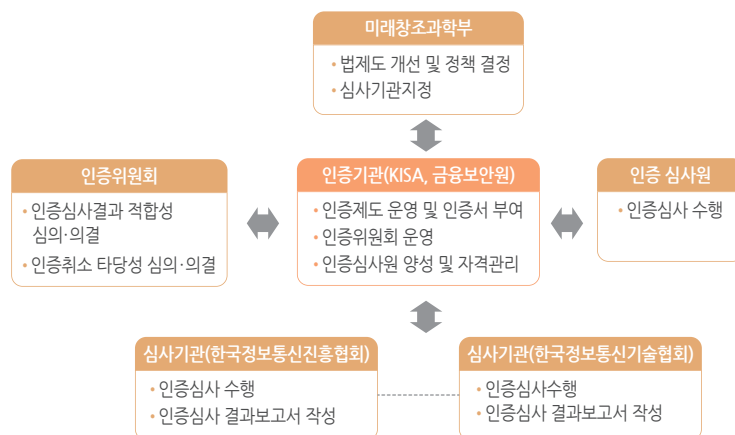 미래창조과학부
• 법제도 개선 및 정책 결정
• 심사기관지정
인증위원회
• 인증심사결과 적합성
심의·의결
• 인증취소 타당성 심의·의결
인증기관(KISA, 금융보안원)
• 인증제도 운영 및 인증서 부여
• 인증위원회 운영
• 인증심사원 양성 및 자격관리
인증 심사원
• 인증심사 수행
심사기관(한국정보통신진흥협회)
• 인증심사 수행
• 인증심사 결과보고서 작성
심사기관(한국정보통신기술협회)
• 인증심사수행
• 인증심사 결과보고서 작성